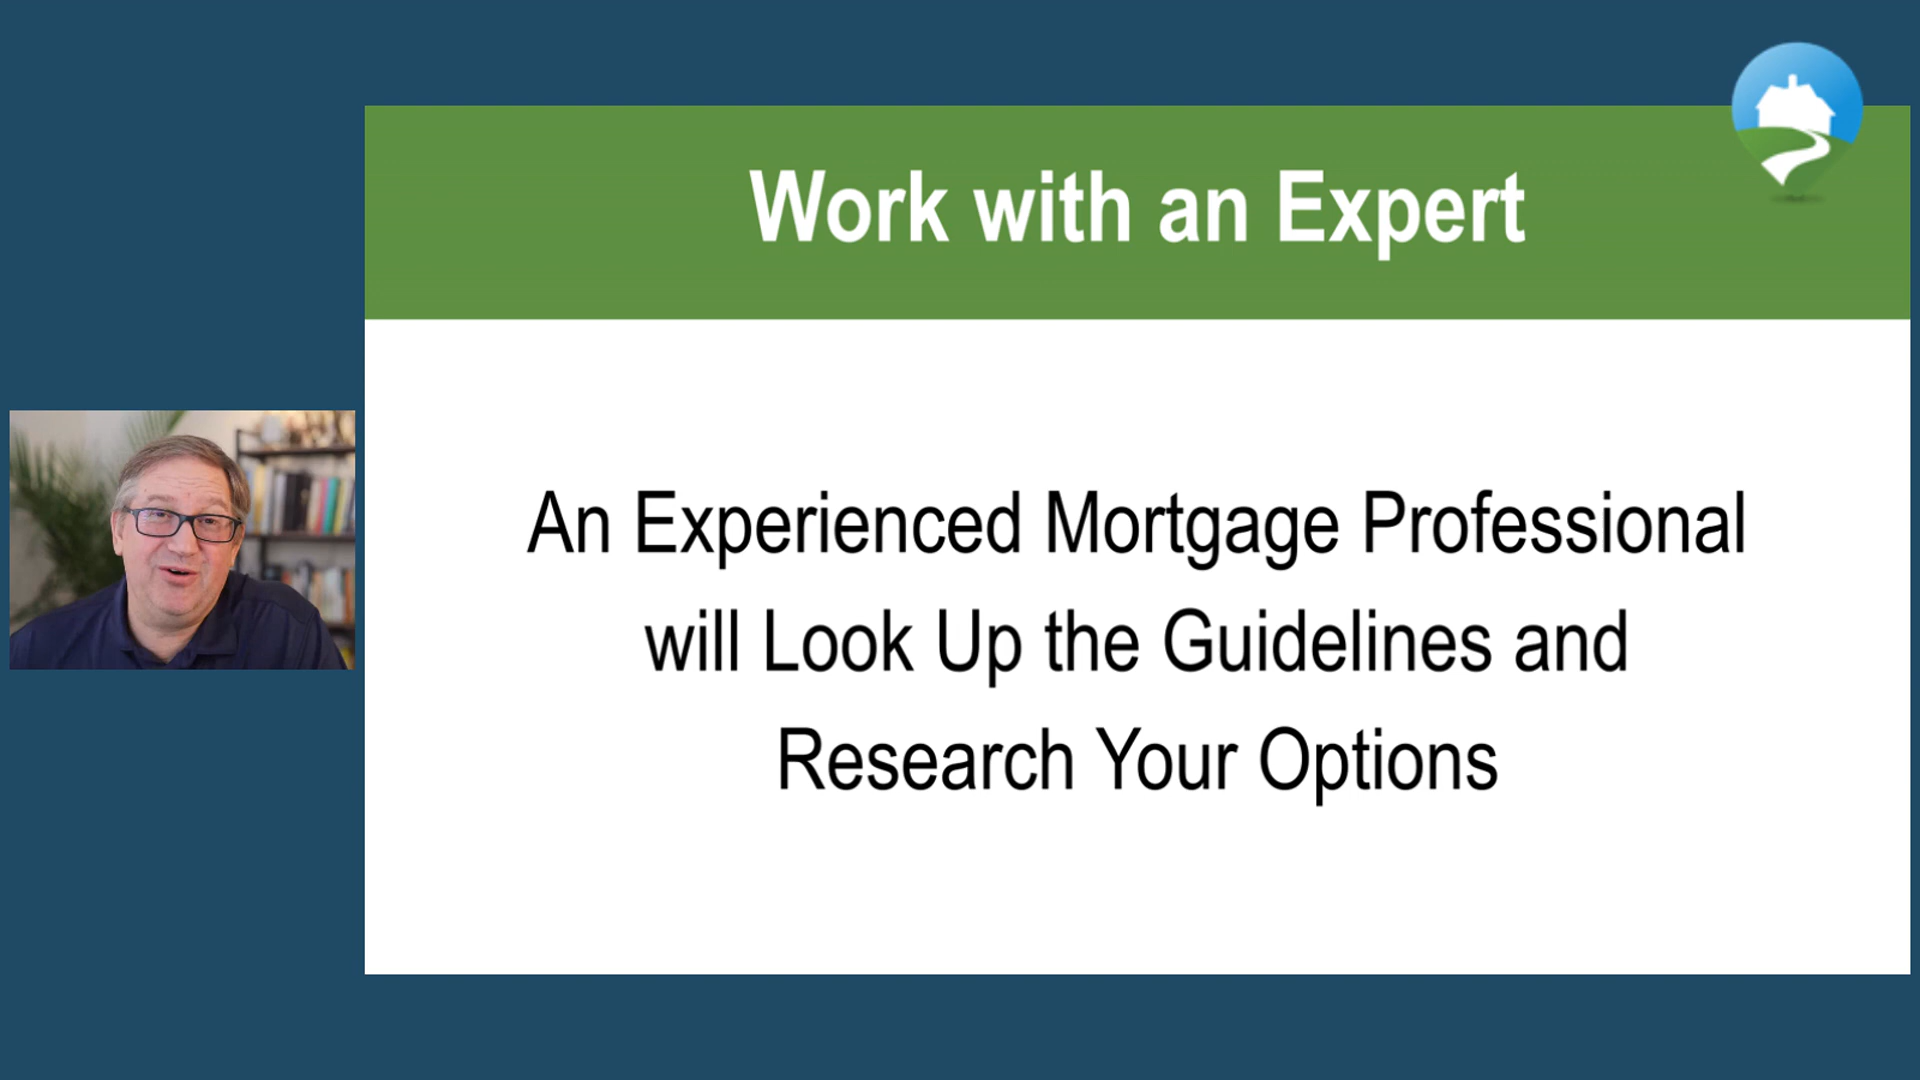 Work with an Expert
An Experienced Mortgage Professional
will Look Up the Guidelines and
Research Your Options